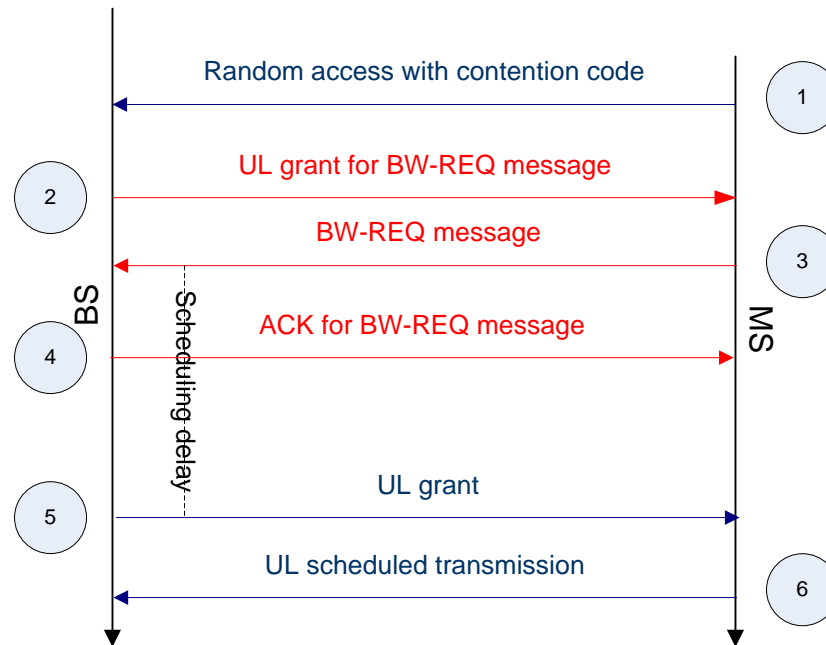 Random access with contention code
1
UL grant for BW-REQ message
2
BW-REQ message
3
BS
Scheduling delay
MS
ACK for BW-REQ message
4
UL grant
5
UL scheduled transmission
6